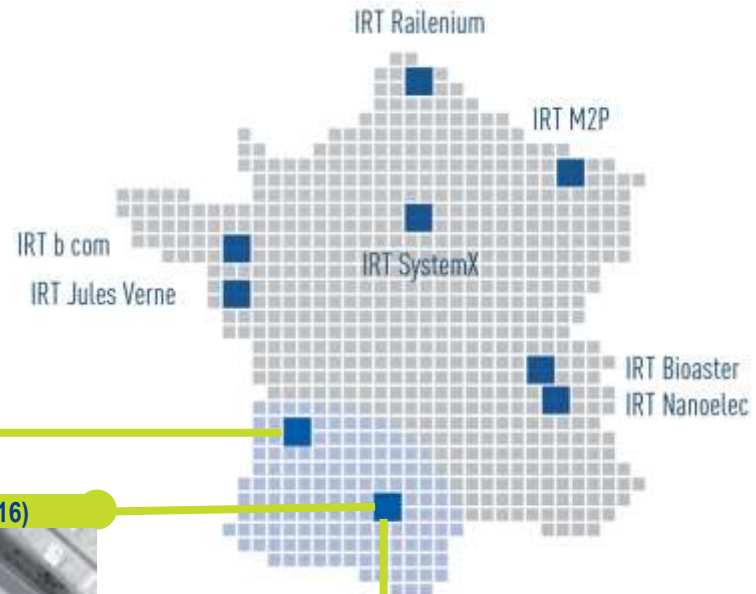 IRT Railenium
IRT M2P
IRT b com
IRT SystemX
IRT Jules Verne
IRT Bioaster
IRT Nanoelec
16)